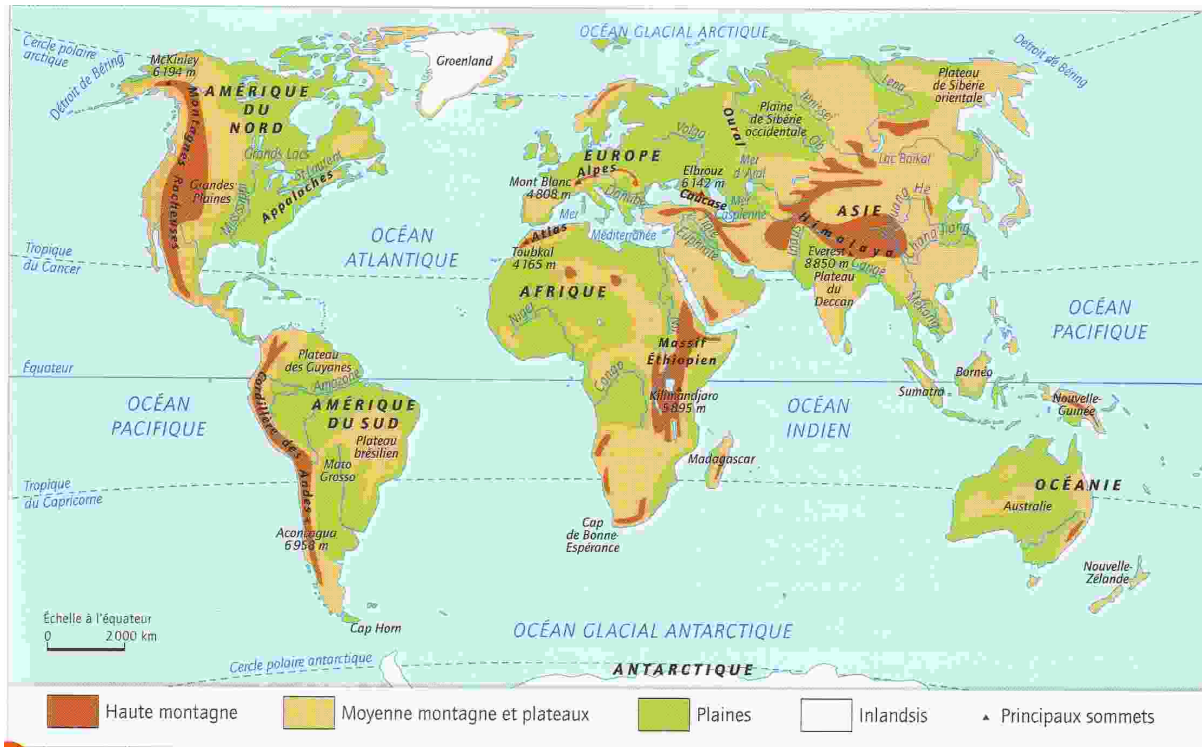 OCÉAN GLACIAL ARCTIQUE
Cercle polaire
arctique
Détroit de Béring
McKinley
6 194 m
Groenland
Détroit de Béring
AMÉRIQUE
DU
NORD
Montagnes Rocheuses
Grands Lacs
St-Laurent
Grandes
Plaines
Mississippi
Appalaches
OCÉAN
ATLANTIQUE
EUROPE
Alpes
Mont Blanc
4 808 m
Danube
Volga
Oural
Elbrouz
6 142 m
Caucase
Mer
Caspienne
Mer
d'Aral
Plaine
de Sibérie
occidentale
Ienisseï
Ob
Lena
Plateau
de Sibérie
orientale
Lac Baïkal
ASIE
Huang He
Chang Jiang
Himalaya
Everest
8 850 m
Indus
Gange
Plateau
du
Deccan
Mékong
Mer
Méditerranée
Tigre
Euphrate
Atlas
Toubkal
4 165 m
Tropique
du Cancer
AFRIQUE
Niger
Nil
Massif
Éthiopien
Congo
Kilimandjaro
5 895 m
Équateur
OCÉAN
PACIFIQUE
Plateau
des Guyanes
Amazone
AMÉRIQUE
DU SUD
Plateau
brésilien
Mato
Grosso
Cordillère des Andes
Aconcagua
6 958 m
Tropique
du Capricorne
Cap Horn
Madagascar
Cap
de Bonne-
Espérance
OCÉAN
INDIEN
OCÉAN
PACIFIQUE
Sumatra
Bornéo
Nouvelle-
Guinée
OCÉANIE
Australie
Nouvelle-
Zélande
Échelle à l'équateur
0 2 000 km
OCÉAN GLACIAL ANTARCTIQUE
Cercle polaire antarctique
ANTARCTIQUE
Haute montagne
Moyenne montagne et plateaux
Plaines
Inlandsis
Principaux sommets